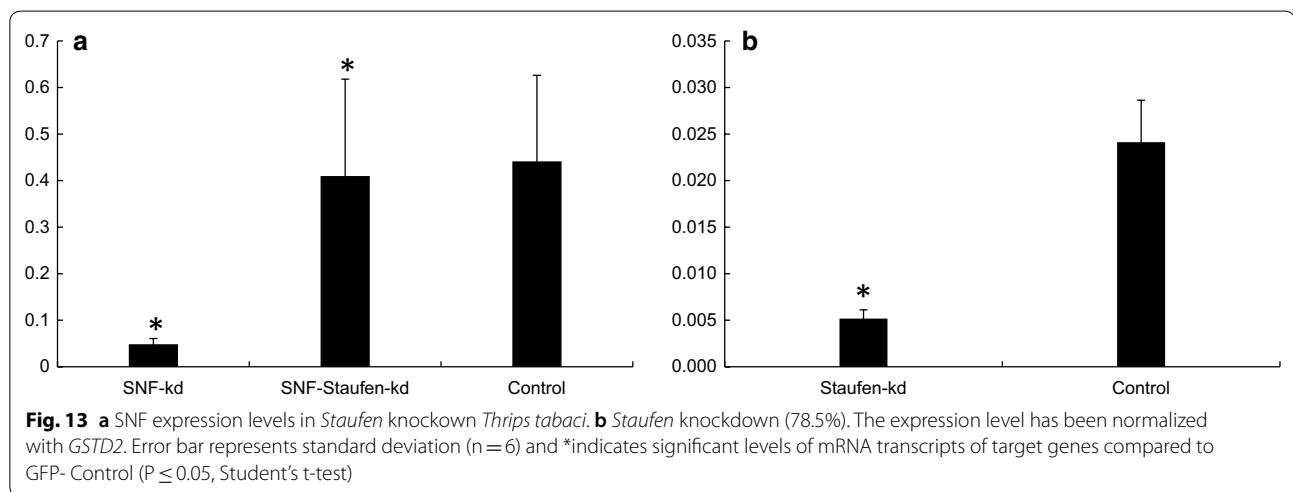 a
b
0.7
0.6
0.5
0.4
0.3
0.2
0.1
0
*
*
SNF-kd SNF-Staufen-kd Control
0.035
0.030
0.025
0.020
0.015
0.010
0.005
0.000
*
Staufen-kd Control
Fig. 13 a SNF expression levels in Staufen knockown Thrips tabaci. b Staufen knockdown (78.5%). The expression level has been normalized
with GSTD2. Error bar represents standard deviation (n = 6) and *indicates significant levels of mRNA transcripts of target genes compared to
GFP- Control (P ≤ 0.05, Student's t-test)